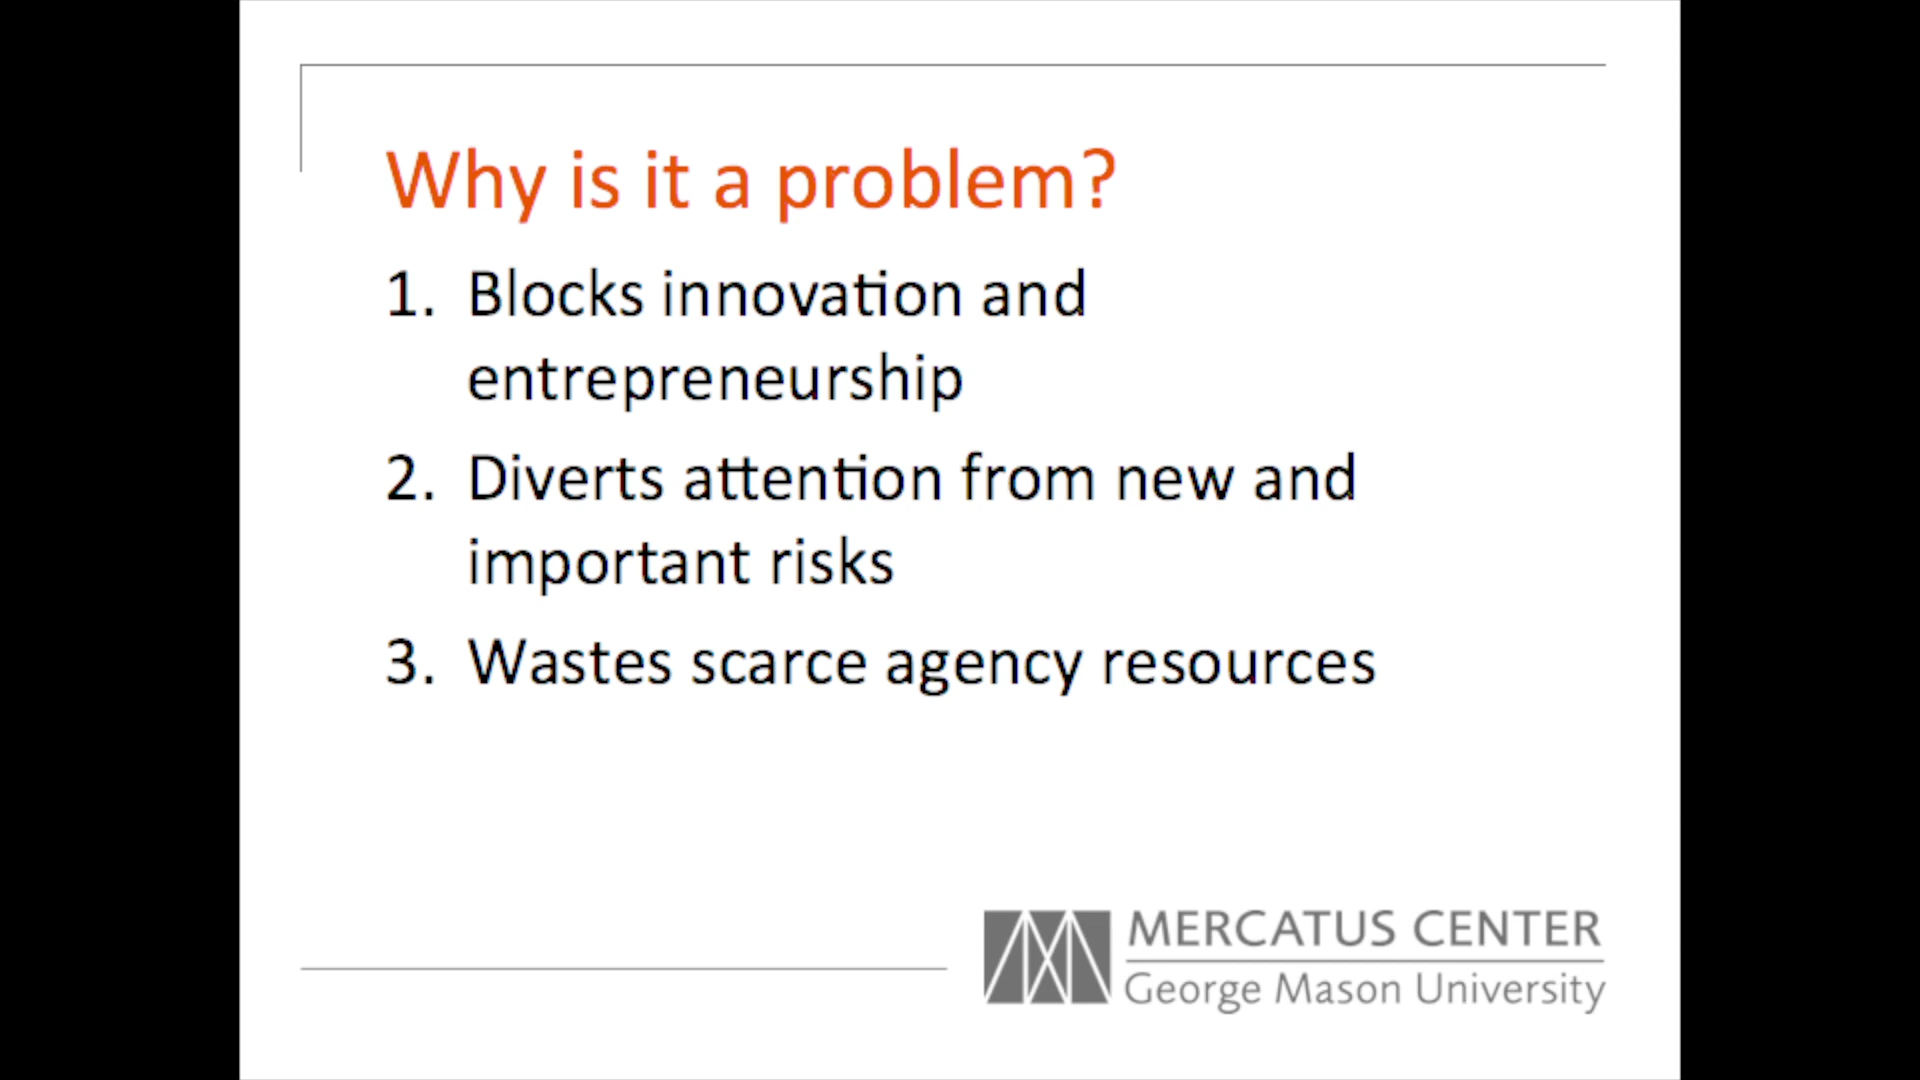 Why is it a problem?
1. Blocks innovation and
entrepreneurship
2. Diverts attention from new and
important risks
3. Wastes scarce agency resources
MERCATUS CENTER
George Mason University